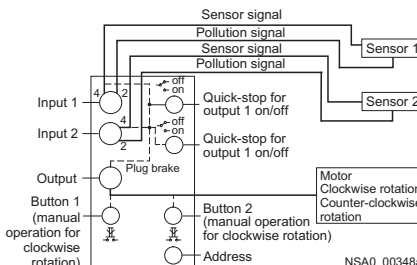 Sensor signal
Pollution signal
Sensor signal
Pollution signal
Sensor 1
Sensor 2
4
2
off
on
Input 1
Quick-stop for
output 1 on/off
4
2
off
on
Input 2
Quick-stop for
output 1 on/off
Plug brake
Output
Motor
Clockwise rotation
Counter-clockwise
rotation
Button 1
(manual
operation for
clockwise
rotation)
Button 2
(manual operation
for clockwise rotation)
Address
NSA0_00348